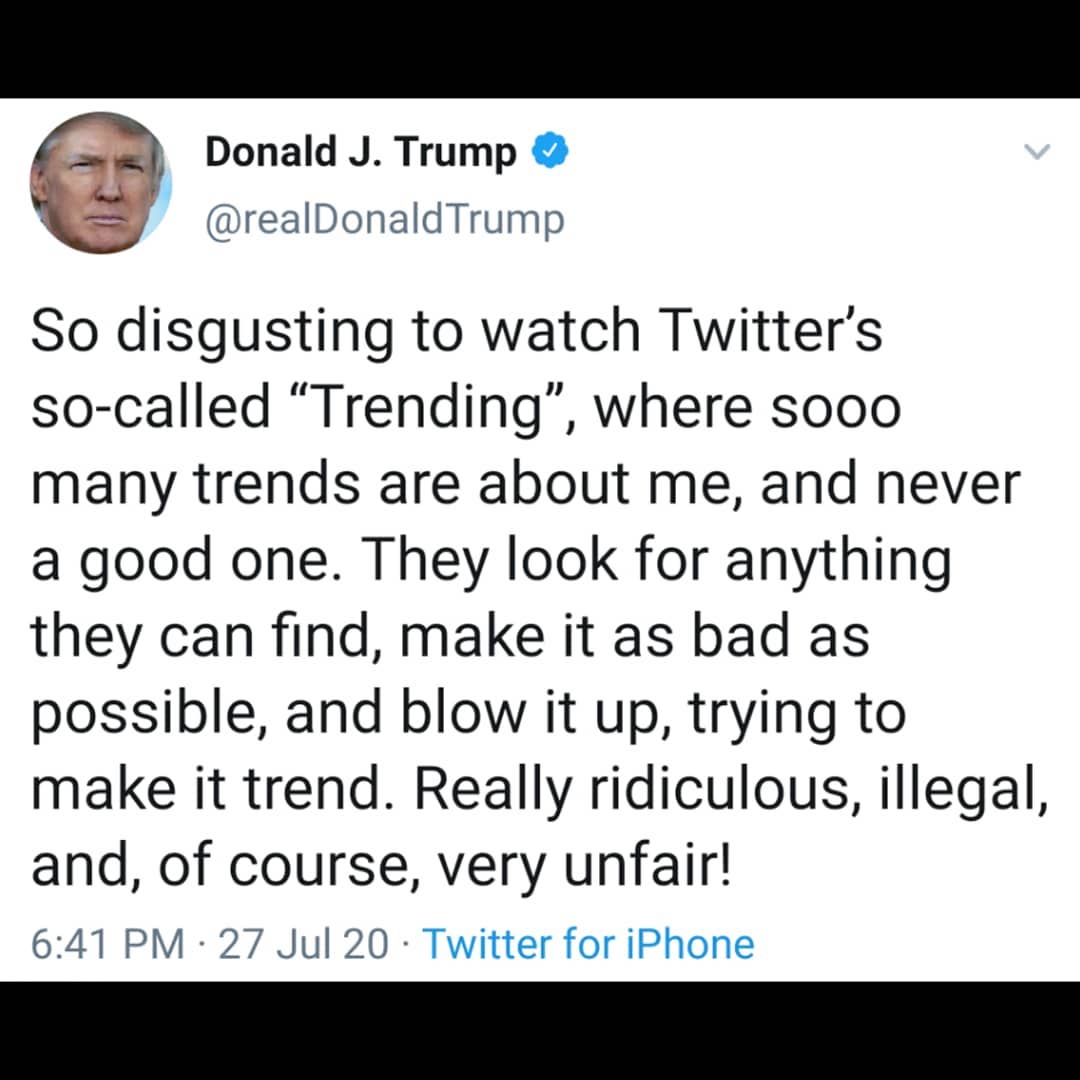 Donald J. Trump
@realDonaldTrump
So disgusting to watch Twitter’s
so-called “Trending”, where sooo
many trends are about me, and never
a good one. They look for anything
they can find, make it as bad as
possible, and blow it up, trying to
make it trend. Really ridiculous, illegal,
and, of course, very unfair!
6:41 PM · 27 Jul 20 · Twitter for iPhone